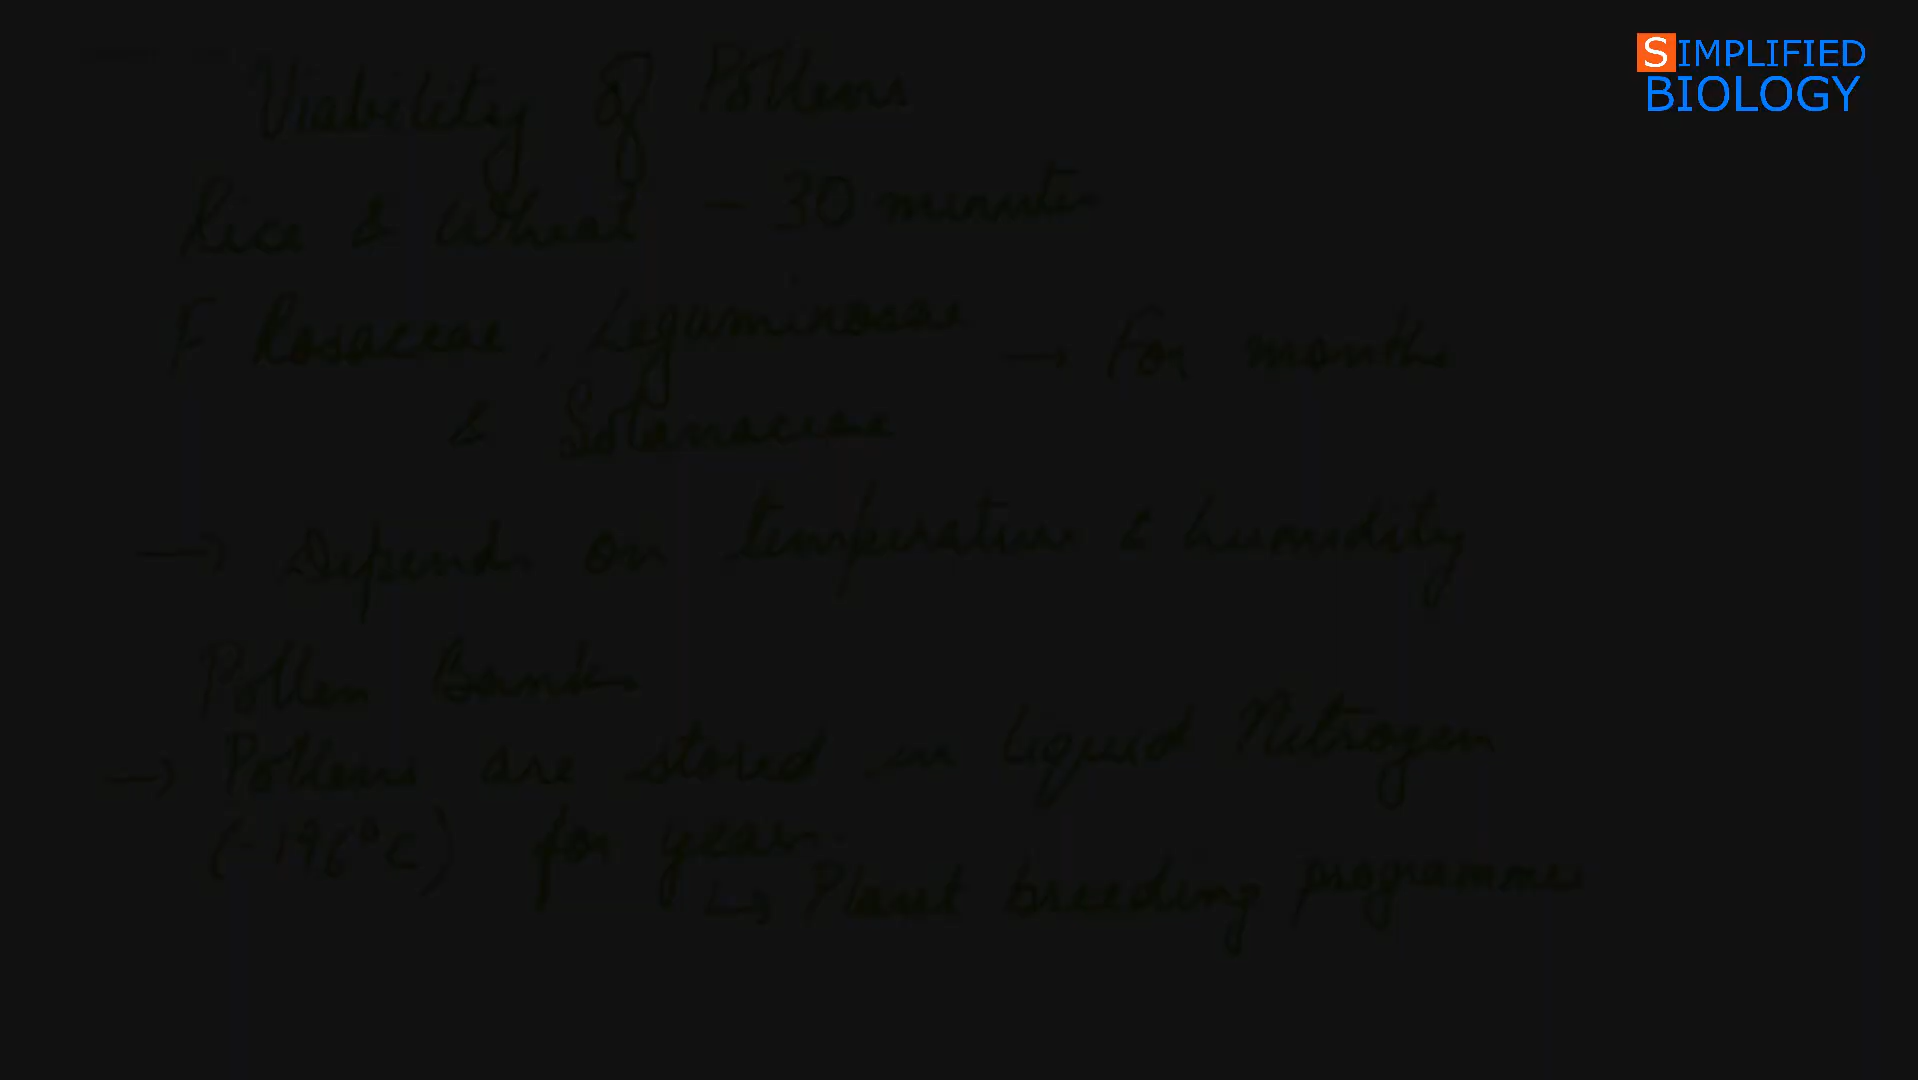 SIMPLIFIED
BIOLOGY
Viability of Pollens
Rice & Wheat - 30 minutes
F Rosaceae, Leguminosae → For months
& Solanaceae
→ Depends on temperature & humidity
Pollen Banks
→ Pollens are stored in Liquid Nitrogen
(-196°C) for years.
↳ Plant breeding programmes